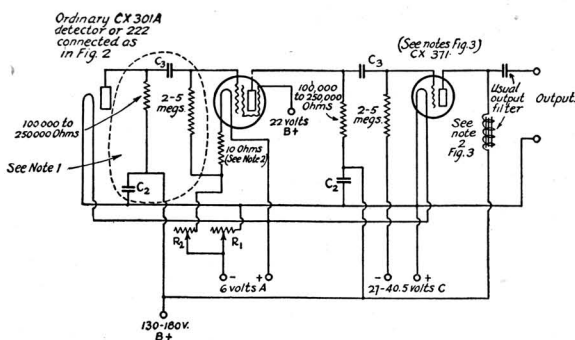 Ordinary CX 301A
detector or 222
connected as
in Fig. 2
C3
100000 to
250000 Ohms
See Note 1
2-5
megs.
C2
10 Ohms
(See Note 2)
22 volts
B+
100,000
to 250,000
Ohms
C3
2-5
megs.
C2
(See notes Fig. 3)
CX 371.
Usual
output
filter
Output.
See
note
2
Fig. 3
R2
R1
- +
6 volts A
- +
27-40.5 volts C
130-180v.
B+